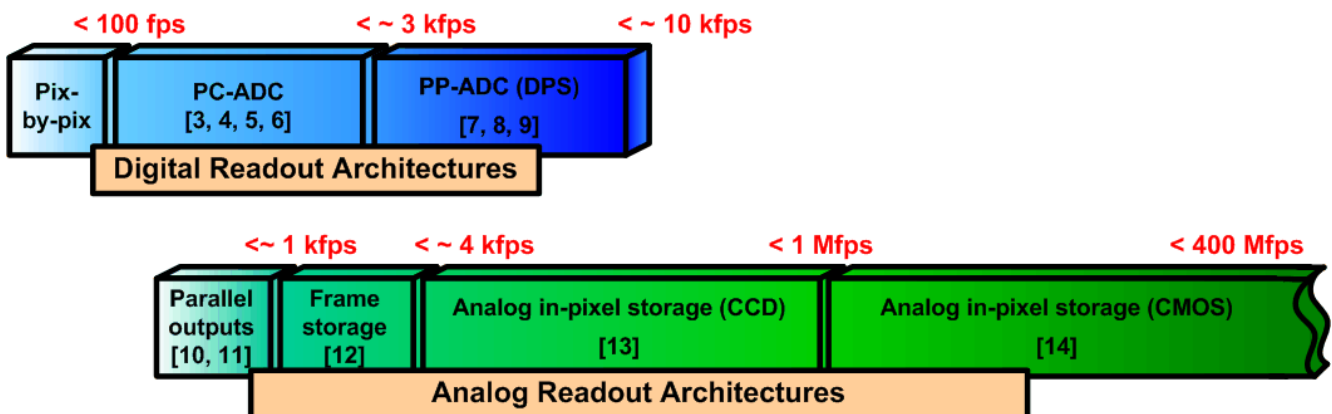 < 100 fps < ~ 3 kfps < ~ 10 kfps
Pix-
by-pix
PC-ADC
[3, 4, 5, 6]
PP-ADC (DPS)
[7, 8, 9]
Digital Readout Architectures
<~ 1 kfps < ~ 4 kfps < 1 Mfps < 400 Mfps
Parallel
outputs
[10, 11]
Frame
storage
[12]
Analog in-pixel storage (CCD)
[13]
Analog in-pixel storage (CMOS)
[14]
Analog Readout Architectures